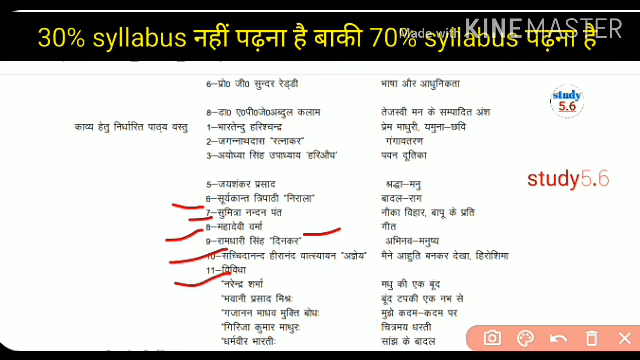 30% syllabus नहीं पढ़ना है बाकी 70% syllabus पढ़ना है
Made with KINEMASTER
6–प्रो0 जी0 सुन्दर रेड्डी भाषा और आधुनिकता
8–डा0 ए0पी0जे0अब्दुल कलाम तेजस्वी मन के सम्पादित अंश
काव्य हेतु निर्धारित पाठ्य वस्तु 1–भारतेन्दु हरिश्चन्द्र प्रेम माधुरी, यमुना–छवि
2–जगन्नाथदास "रत्नाकर" गंगावतरण
3–अयोध्या सिंह उपाध्याय 'हरिऔध' पवन दूतिका
5–जयशंकर प्रसाद श्रद्धा–मनु
6–सूर्यकान्त त्रिपाठी "निराला" बादल–राग
7–सुमित्रा नन्दन पंत नौका विहार, बापू के प्रति
8–महादेवी वर्मा गीत
9–रामधारी सिंह "दिनकर" अभिनव–मनुष्य
10–सच्चिदानन्द हीरानंद वात्स्यायन "अज्ञेय" मैने आहुति बनकर देखा, हिरोशिमा
11–विविधा
*नरेन्द्र शर्मा मधु की एक बूंद
*भवानी प्रसाद मिश्रः बूंद टपकी एक नभ से
*गजानन माधव मुक्ति बोधः मुझे कदम–कदम पर
*गिरिजा कुमार माथुरः चित्रमय धरती
*धर्मवीर भारतीः सांझ के बादल
study
5.6
study5.6